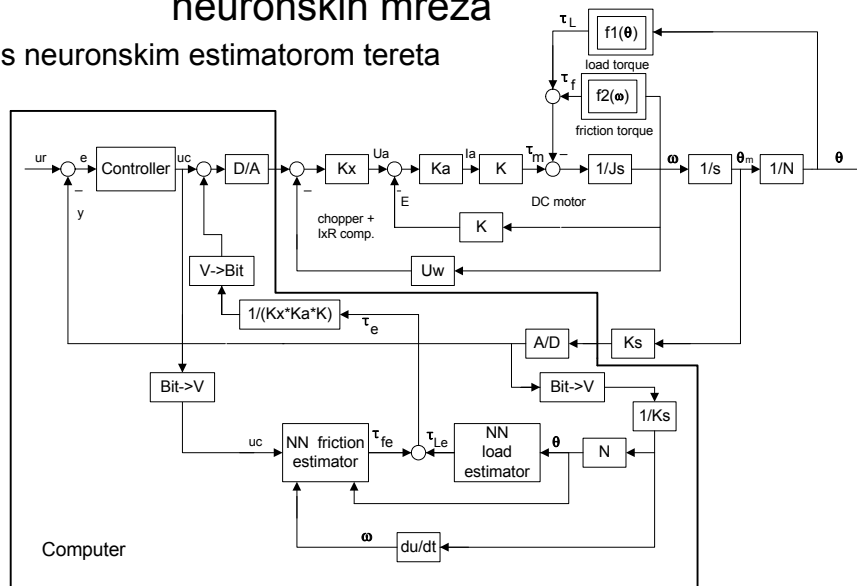 neuronskih mreža
s neuronskim estimatorom tereta
τL
f1(θ)
load torque
τf
f2(ω)
friction torque
ur
e
Controller
uc
D/A
Kx
Ua
Ka
Ia
K
τm
1/Js
ω
1/s
θm
1/N
θ
–
y
–
-
E
–
DC motor
chopper +
IxR comp.
K
Uw
V->Bit
1/(Kx*Ka*K)
τe
A/D
Ks
Bit->V
Bit->V
1/Ks
uc
NN friction
estimator
τfe
τLe
NN
load
estimator
θ
N
ω
du/dt
Computer